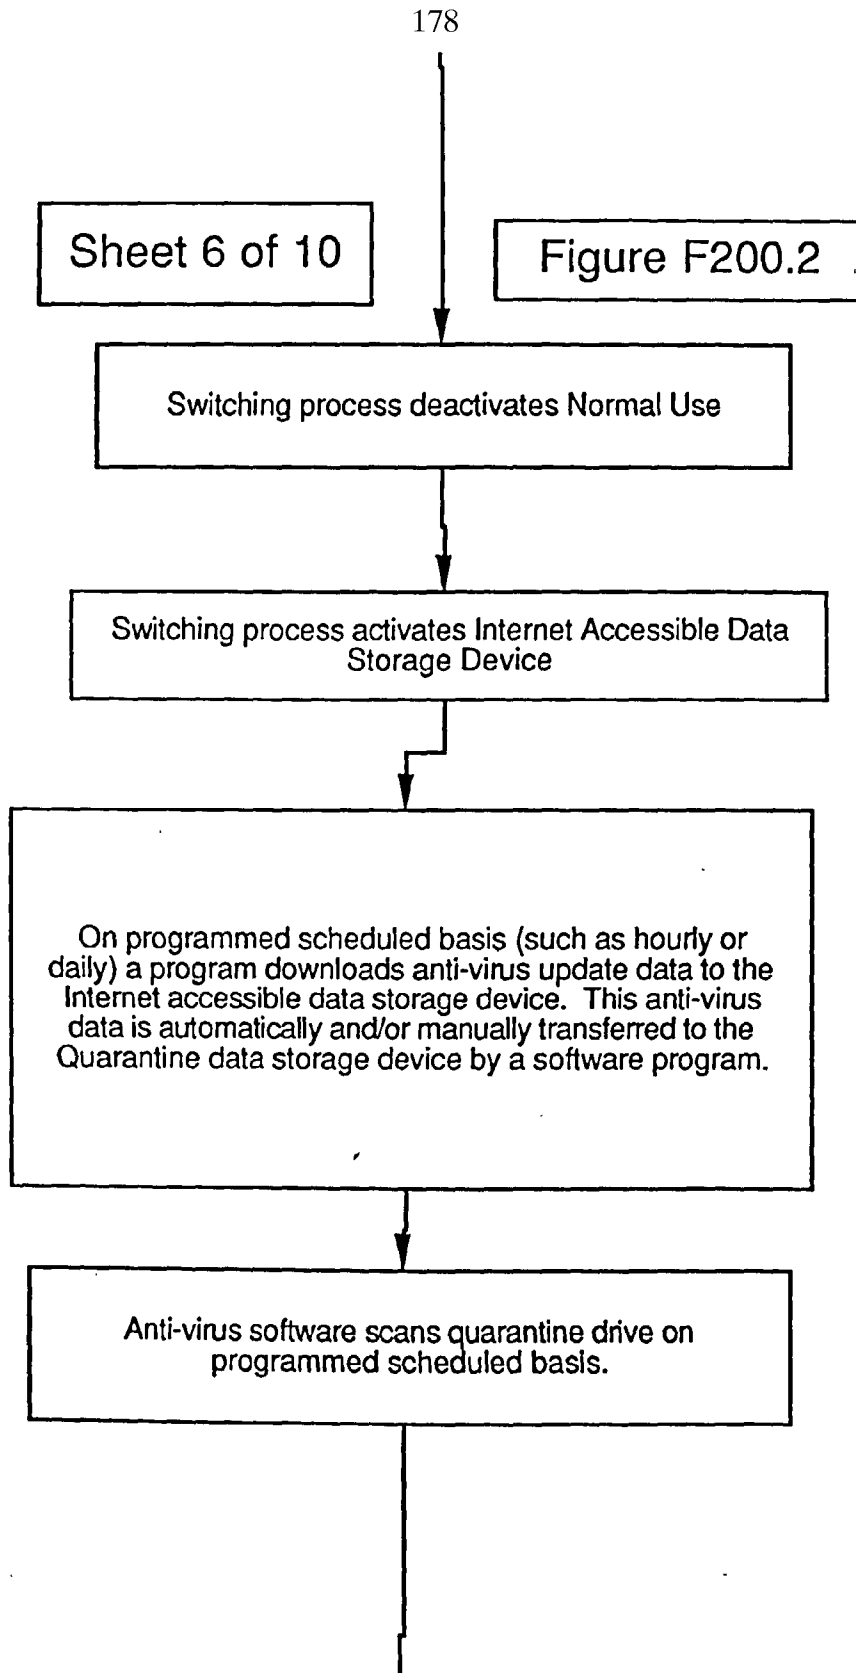 178
Sheet 6 of 10
Figure F200.2
Switching process deactivates Normal Use
Switching process activates Internet Accessible Data
Storage Device
On programmed scheduled basis (such as hourly or
daily) a program downloads anti-virus update data to the
Internet accessible data storage device. This anti-virus
data is automatically and/or manually transferred to the
Quarantine data storage device by a software program.
Anti-virus software scans quarantine drive on
programmed scheduled basis.